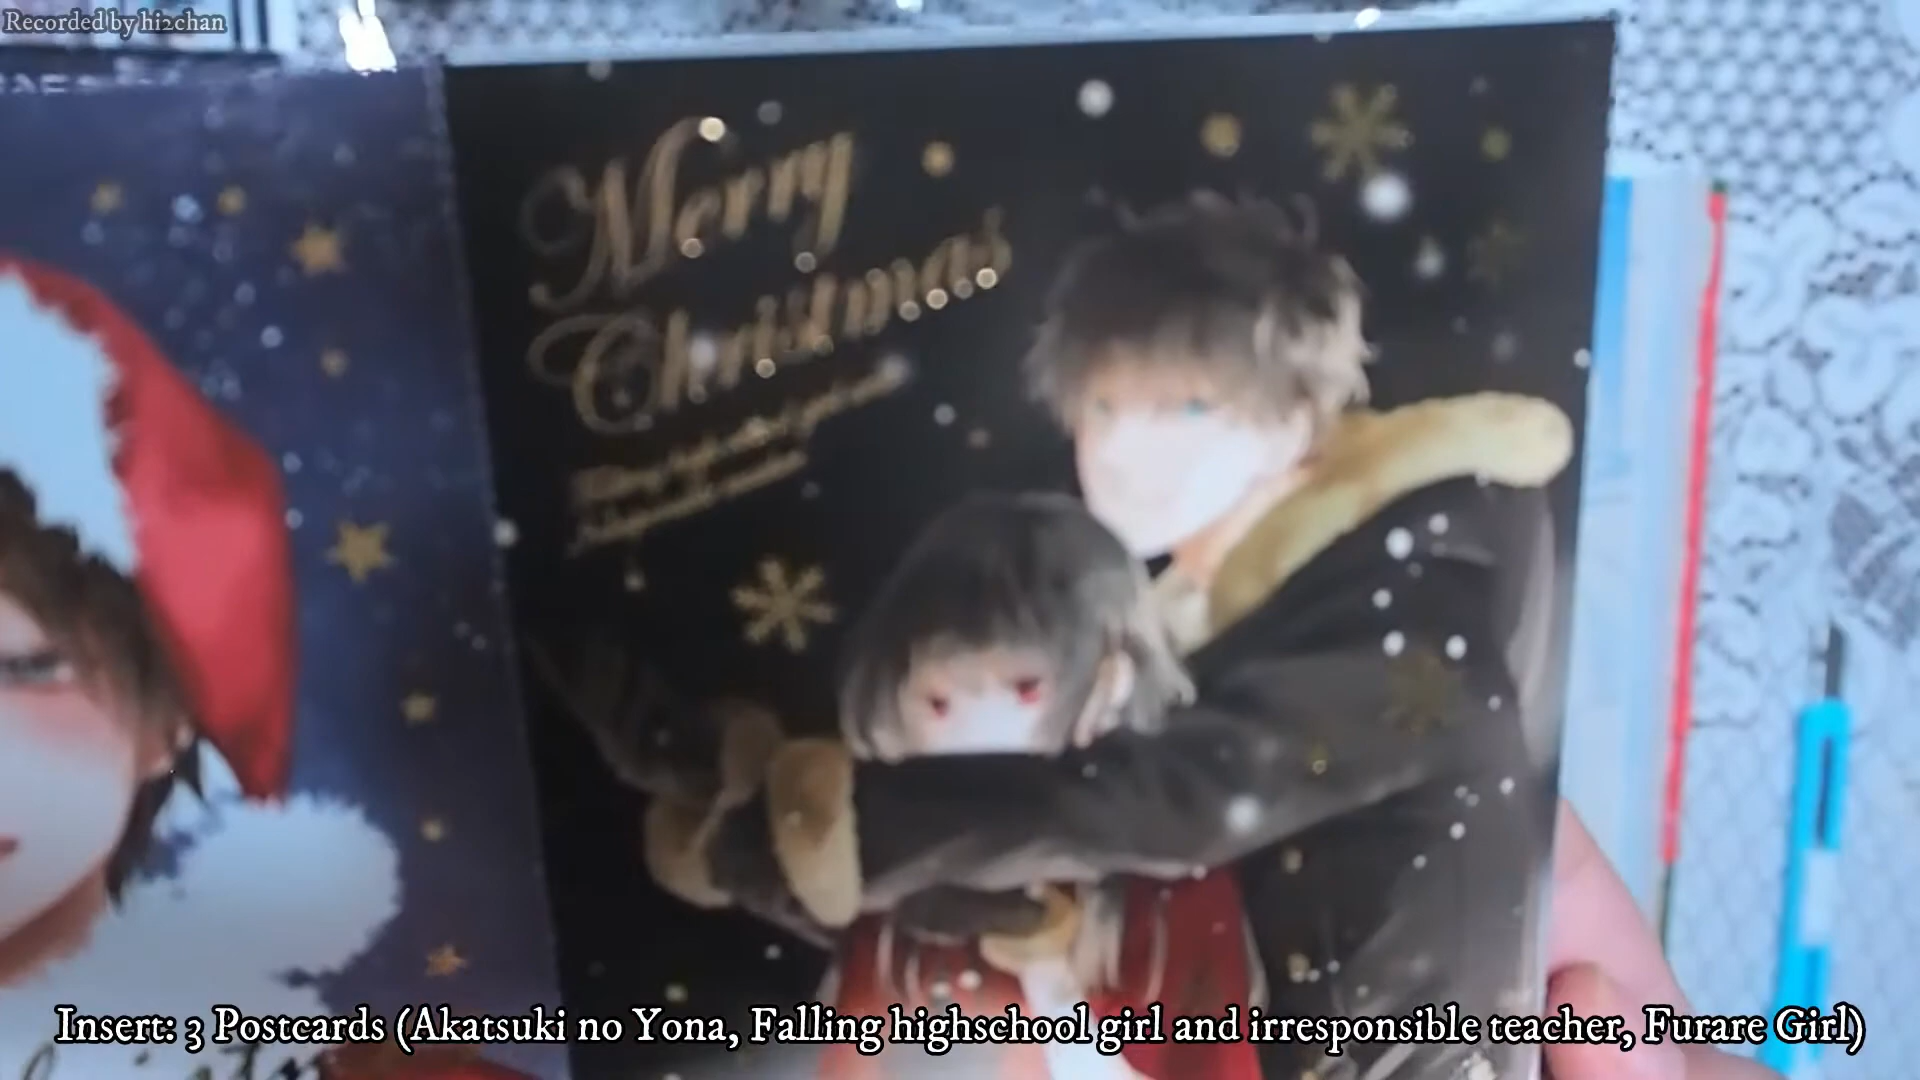 Recorded by hi2chan
Merry
Christmas
Insert: 3 Postcards (Akatsuki no Yona, Falling highschool girl and irresponsible teacher, Furare Girl)